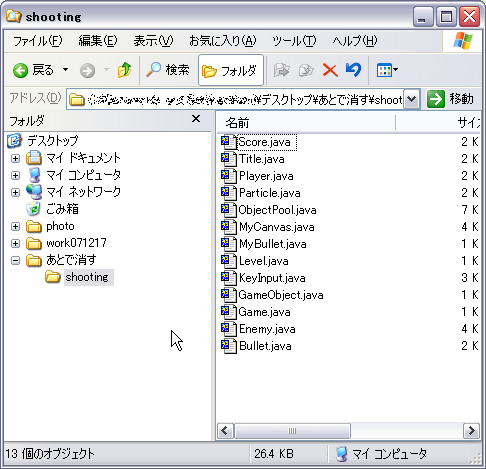 shooting
ファイル(F) 編集(E) 表示(V) お気に入り(A) ツール(T) ヘルプ(H)
戻る 検索 フォルダ
アドレス(D) ¥デスクトップ¥あとで消す¥shoot 移動
フォルダ
名前 サイズ
デスクトップ
マイ ドキュメント
マイ コンピュータ
マイ ネットワーク
ごみ箱
photo
work071217
あとで消す
shooting
Score.java 2 K
Title.java 2 K
Player.java 2 K
Particle.java 2 K
ObjectPool.java 7 K
MyCanvas.java 4 K
MyBullet.java 1 K
Level.java 1 K
KeyInput.java 3 K
GameObject.java 1 K
Game.java 1 K
Enemy.java 4 K
Bullet.java 1 K
13 個のオブジェクト 26.4 KB マイ コンピュータ